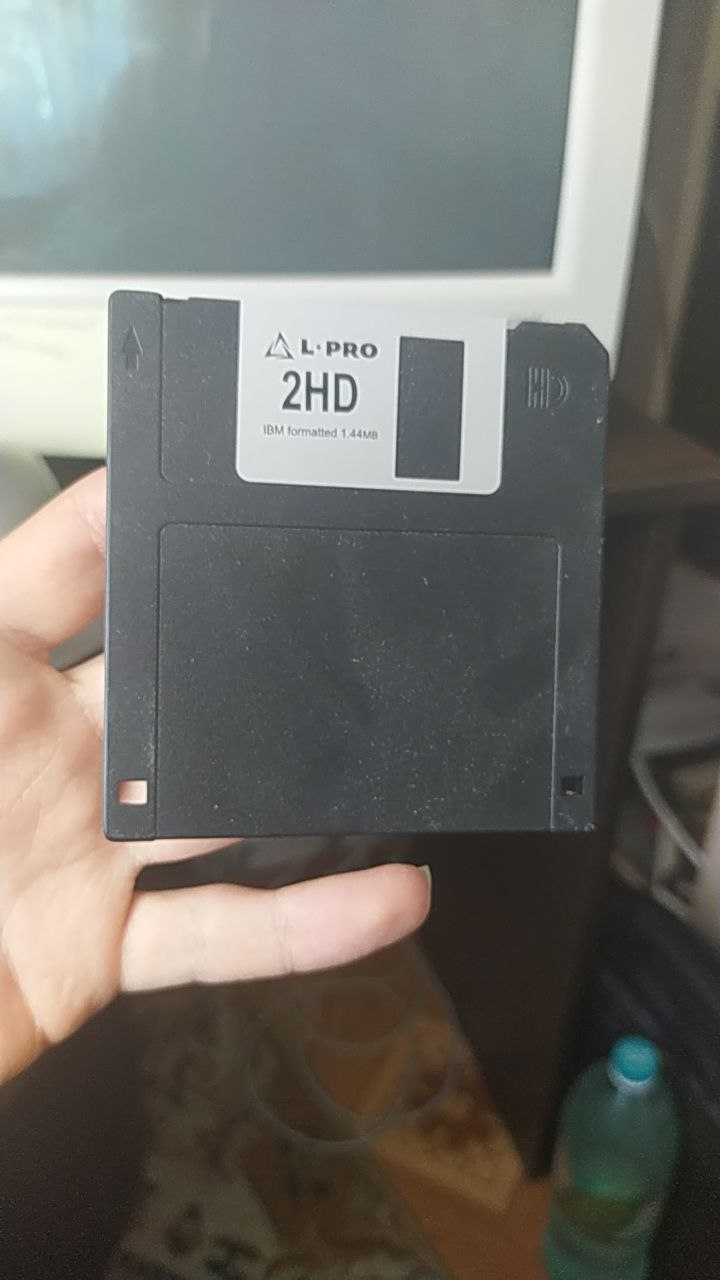 L·PRO
2HD
IBM formatted 1.44MB
HD